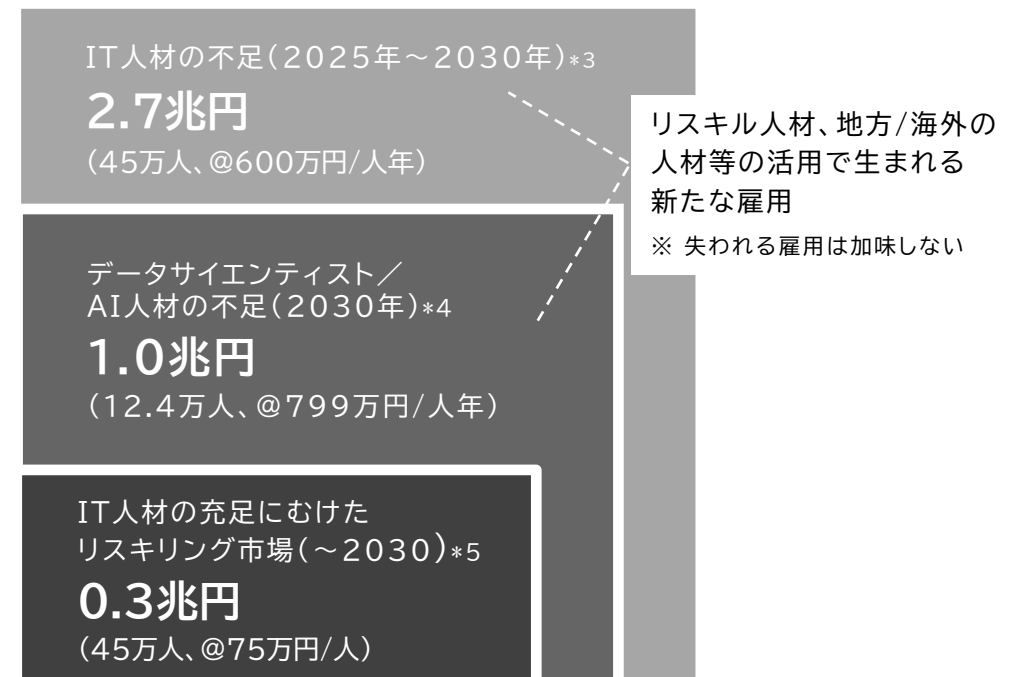 IT人材の不足(2025年～2030年)*3
2.7兆円
(45万人、@600万円/人年)
リスキル人材、地方/海外の
人材等の活用で生まれる
新たな雇用
※ 失われる雇用は加味しない
データサイエンティスト／
AI人材の不足(2030年)*4
1.0兆円
(12.4万人、@799万円/人年)
IT人材の充足にむけた
リスキリング市場(～2030)*5
0.3兆円
(45万人、@75万円/人)